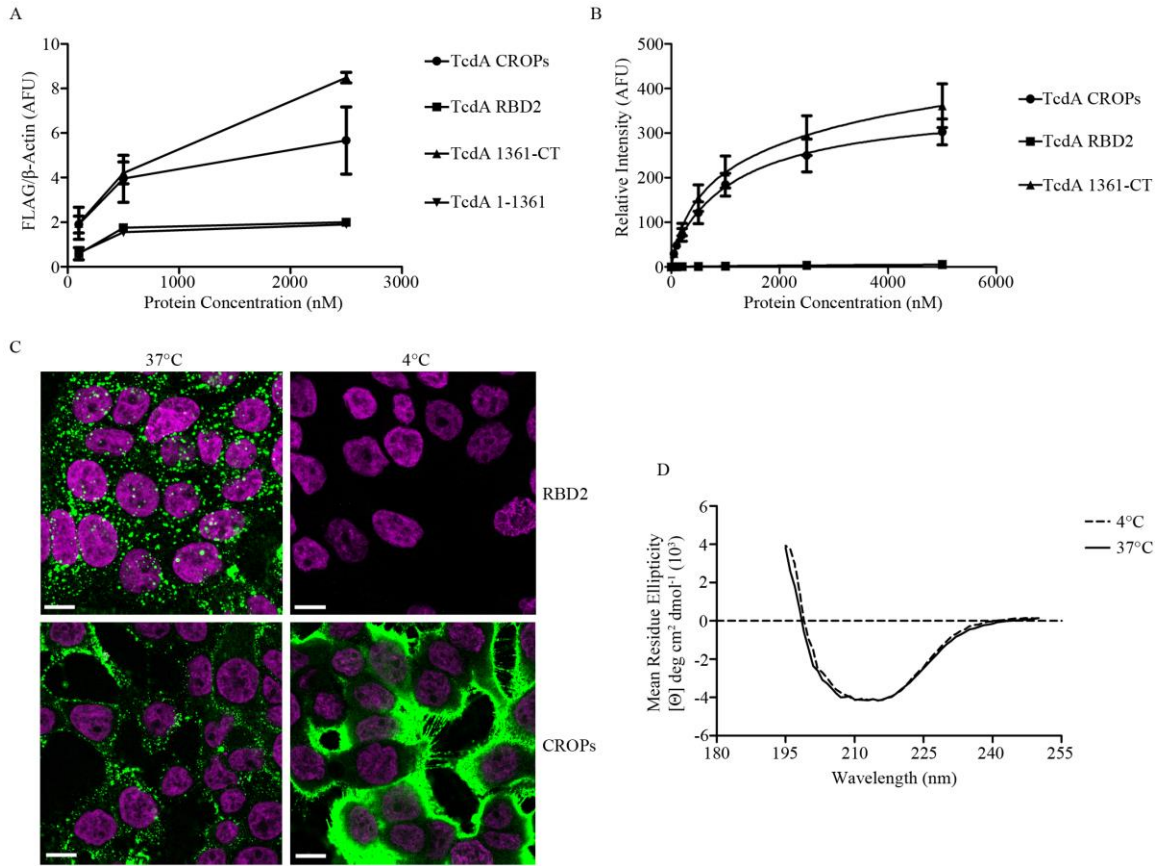 A
FLAG/β-Actin (AFU)
10
8
6
4
2
0
0
1000
2000
3000
Protein Concentration (nM)
TcdA CROPs
TcdA RBD2
TcdA 1361-CT
TcdA 1-1361
B
Relative Intensity (AFU)
500
400
300
200
100
0
0
2000
4000
6000
Protein Concentration (nM)
TcdA CROPs
TcdA RBD2
TcdA 1361-CT
C
37°C
4°C
RBD2
CROPs
D
Mean Residue Ellipticity
[Θ] deg cm² dmol⁻¹ (10³)
6
4
2
0
-2
-4
-6
180
195
210
225
240
255
Wavelength (nm)
4°C
37°C